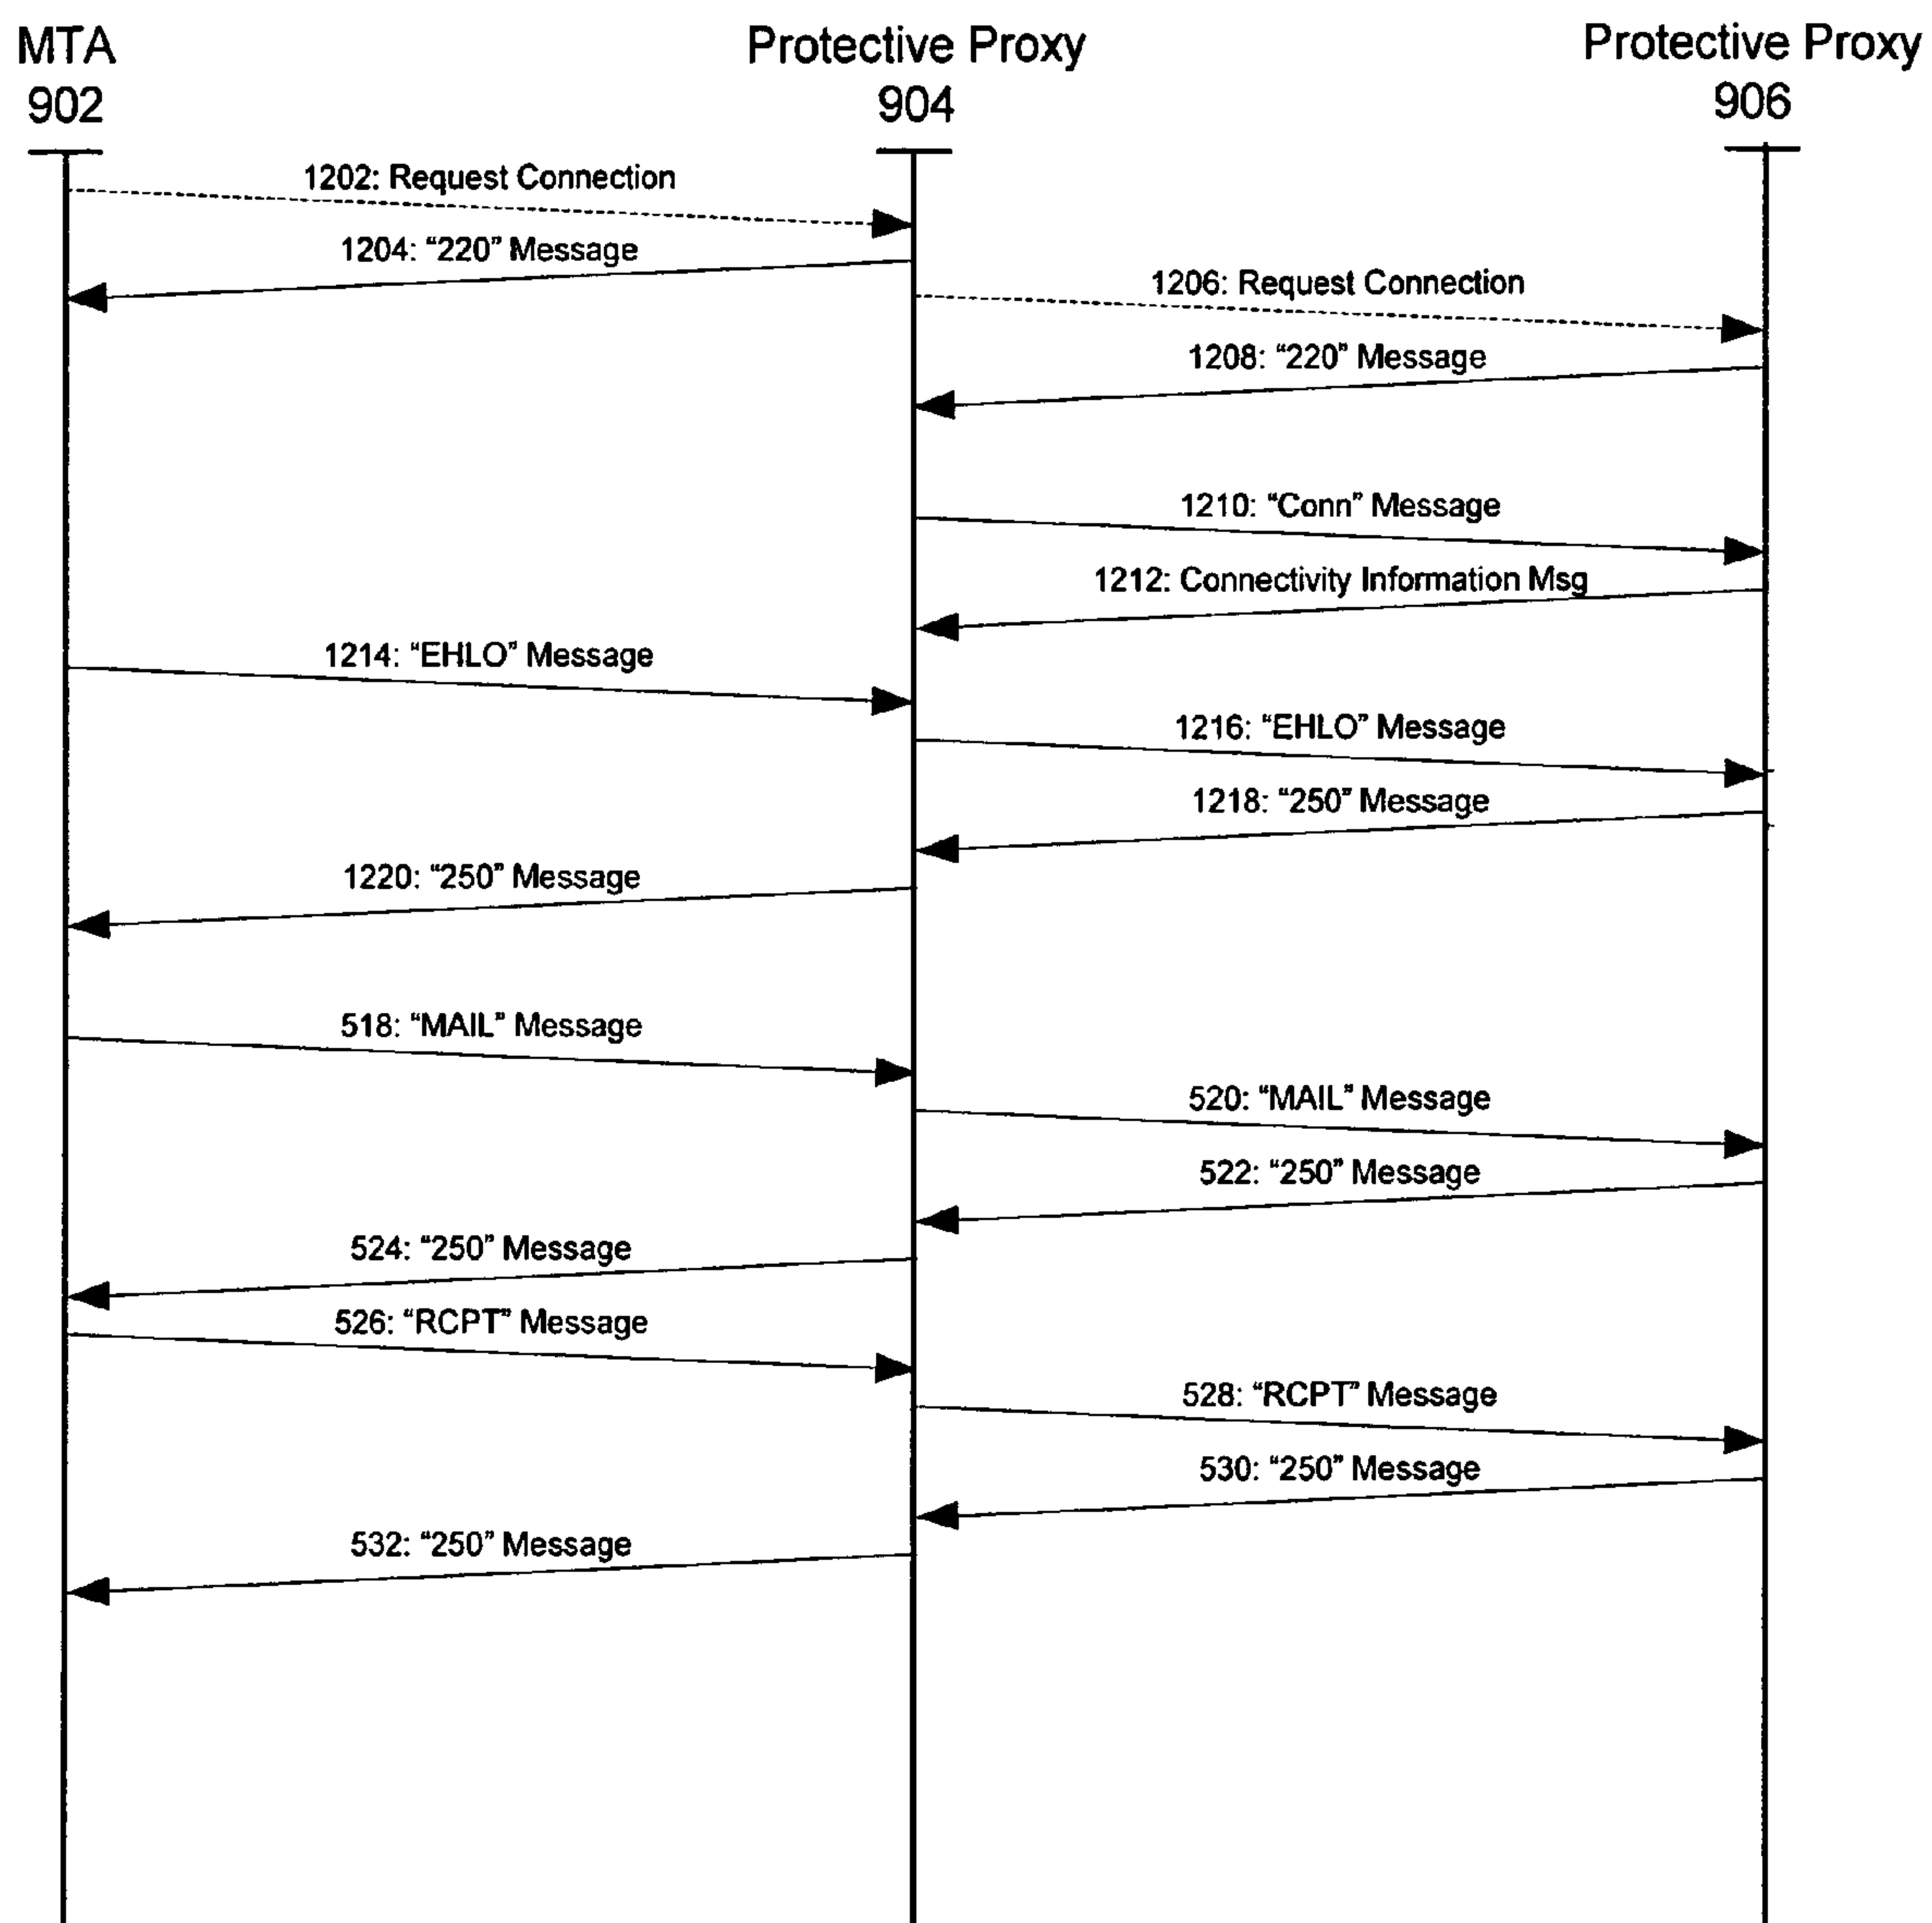 MTA
902
Protective Proxy
904
Protective Proxy
906
1202: Request Connection
1204: “220” Message
1206: Request Connection
1208: “220” Message
1210: “Conn” Message
1212: Connectivity Information Msg
1214: “EHLO” Message
1216: “EHLO” Message
1218: “250” Message
1220: “250” Message
518: “MAIL” Message
520: “MAIL” Message
522: “250” Message
524: “250” Message
526: “RCPT” Message
528: “RCPT” Message
530: “250” Message
532: “250” Message